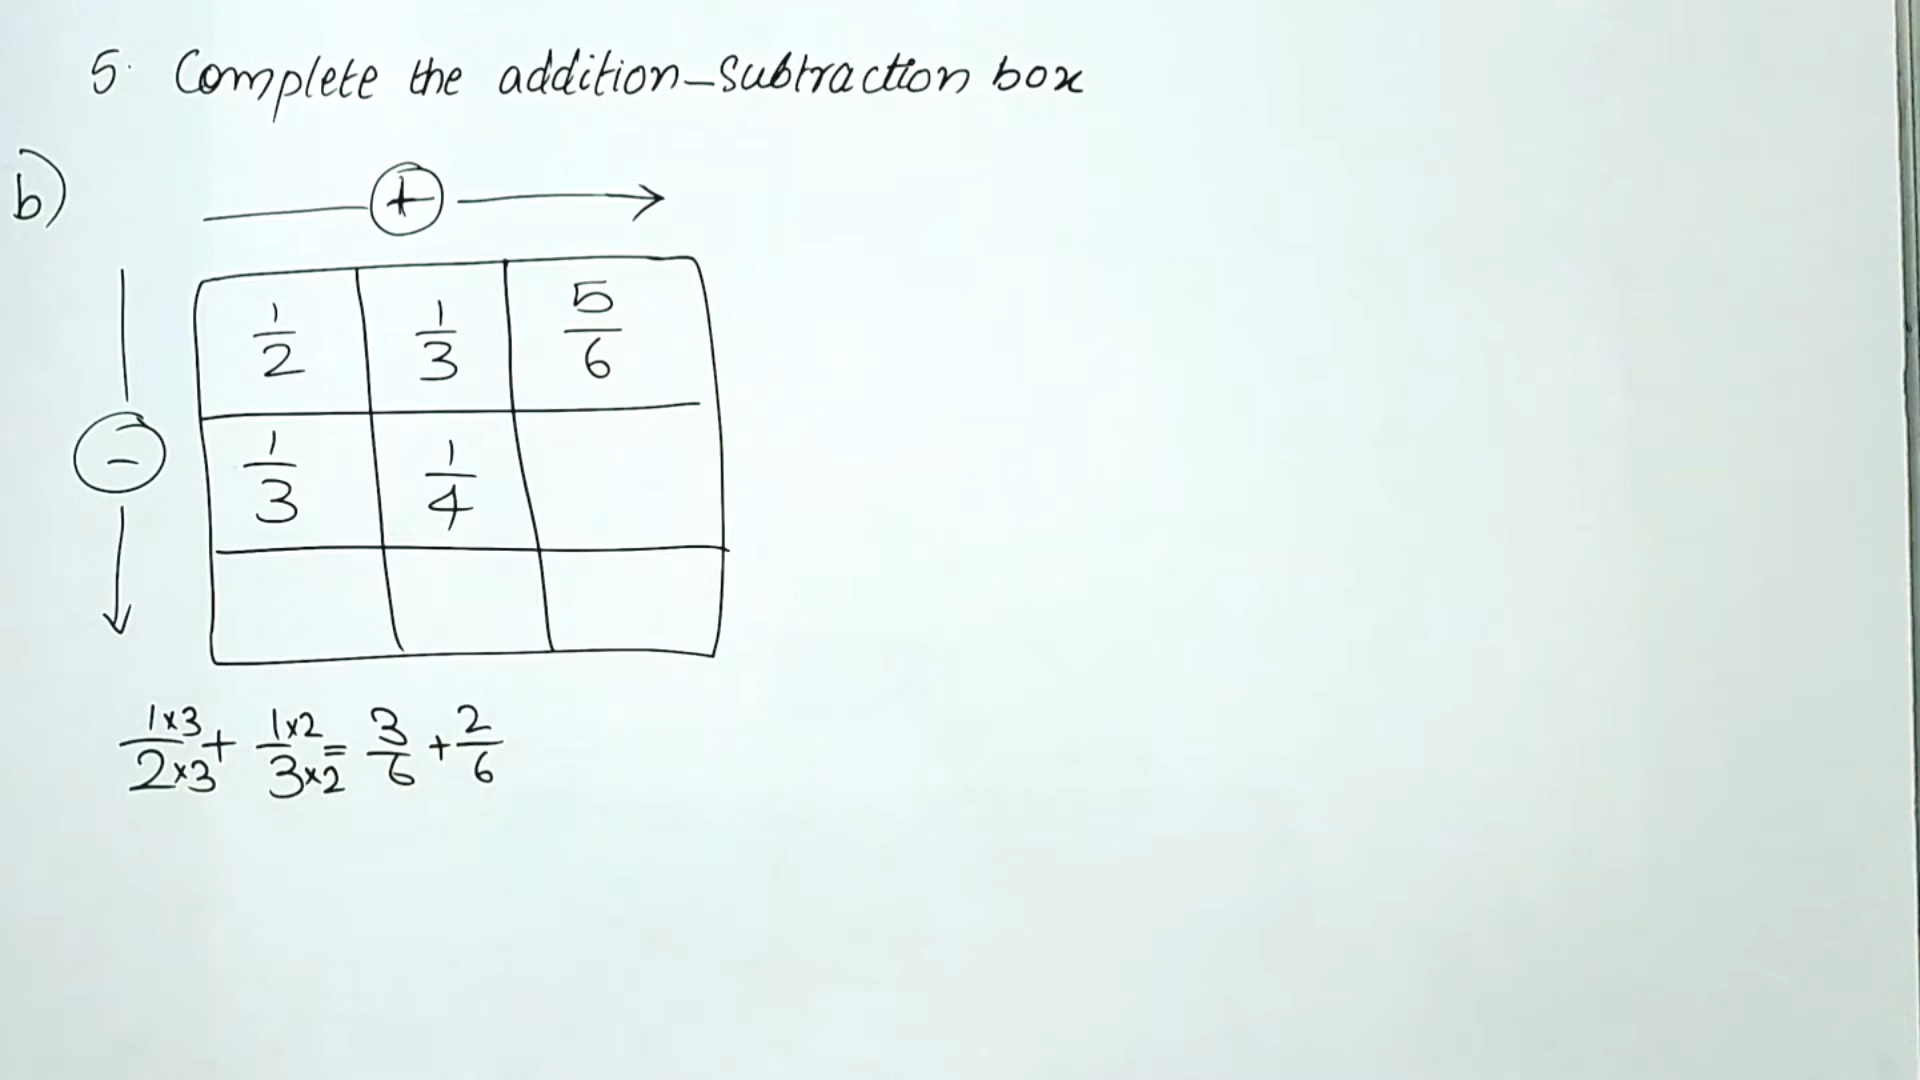 5. Complete the addition-subtraction box
b)
+
1/2 1/3 5/6
-
1/3 1/4
1×3/2×3 + 1×2/3×2 = 3/6 + 2/6